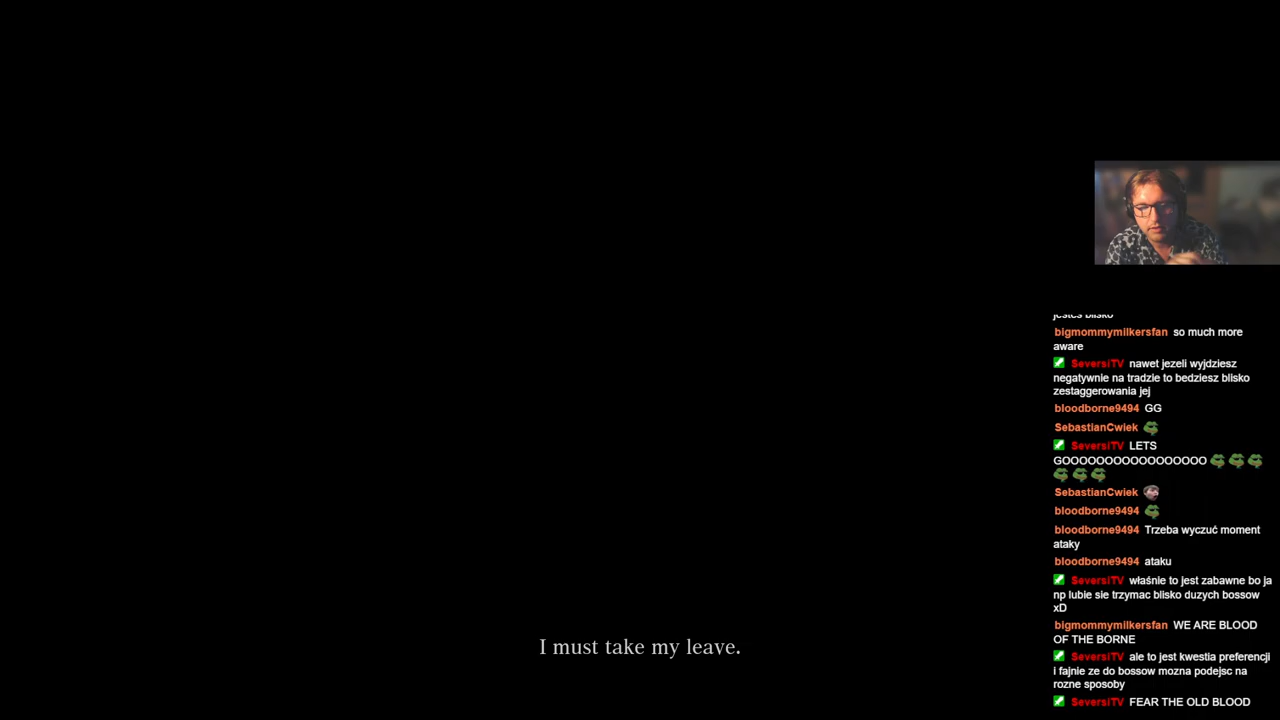 jesteś blisko
bigmommymilkersfan so much more
aware
SeversiTV nawet jezeli wyjdziesz
negatywnie na tradzie to bedziesz blisko
zestaggerowania jej
bloodborne9494 GG
SebastianCwiek
SeversiTV LETS
GOOOOOOOOOOOOOOOOO
SebastianCwiek
bloodborne9494
bloodborne9494 Trzeba wyczuć moment
ataky
bloodborne9494 ataku
SeversiTV właśnie to jest zabawne bo ja
np lubie sie trzymac blisko duzych bossow
xD
bigmommymilkersfan WE ARE BLOOD
OF THE BORNE
SeversiTV ale to jest kwestia preferencji
i fajnie ze do bossow mozna podejsc na
rozne sposoby
SeversiTV FEAR THE OLD BLOOD
I must take my leave.